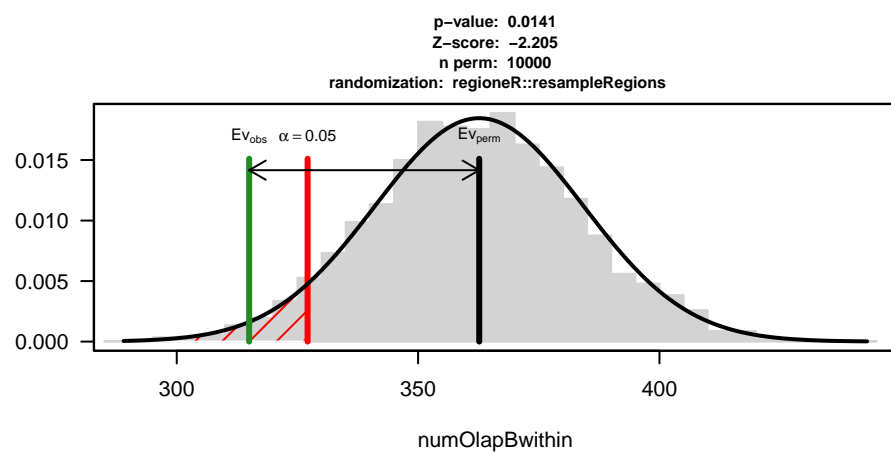 p-value: 0.0141
Z-score: -2.205
n perm: 10000
randomization: regioneR::resampleRegions
Ev_obs α = 0.05 Ev_perm
0.015
0.010
0.005
0.000
300 350 400
numOlapBwithin